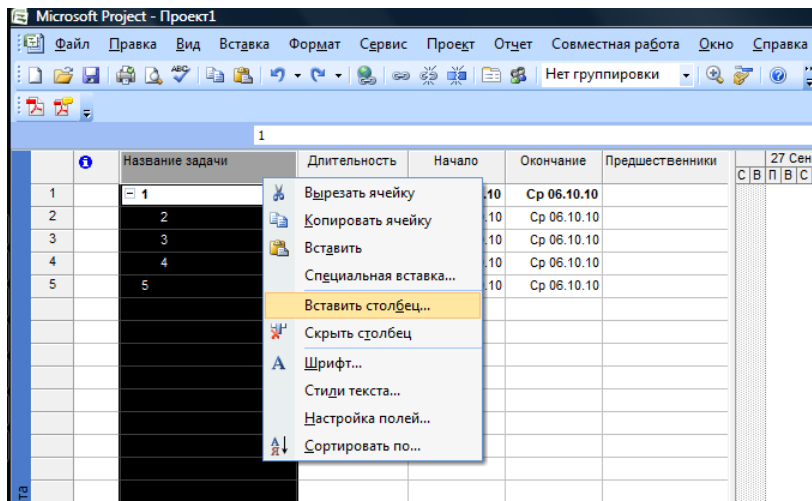 Microsoft Project - Проект1
Файл Правка Вид Вставка Формат Сервис Проект Отчет Совместная работа Окно Справка
ABC Нет группировки
1
Название задачи Длительность Начало Окончание Предшественники 27 Сен
С В П В С
1 1 .10 Ср 06.10.10
2 2 .10 Ср 06.10.10
3 3 .10 Ср 06.10.10
4 4 .10 Ср 06.10.10
5 5 .10 Ср 06.10.10
Вырезать ячейку
Копировать ячейку
Вставить
Специальная вставка...
Вставить столбец...
Скрыть столбец
Шрифт...
Стили текста...
Настройка полей...
Сортировать по...
та